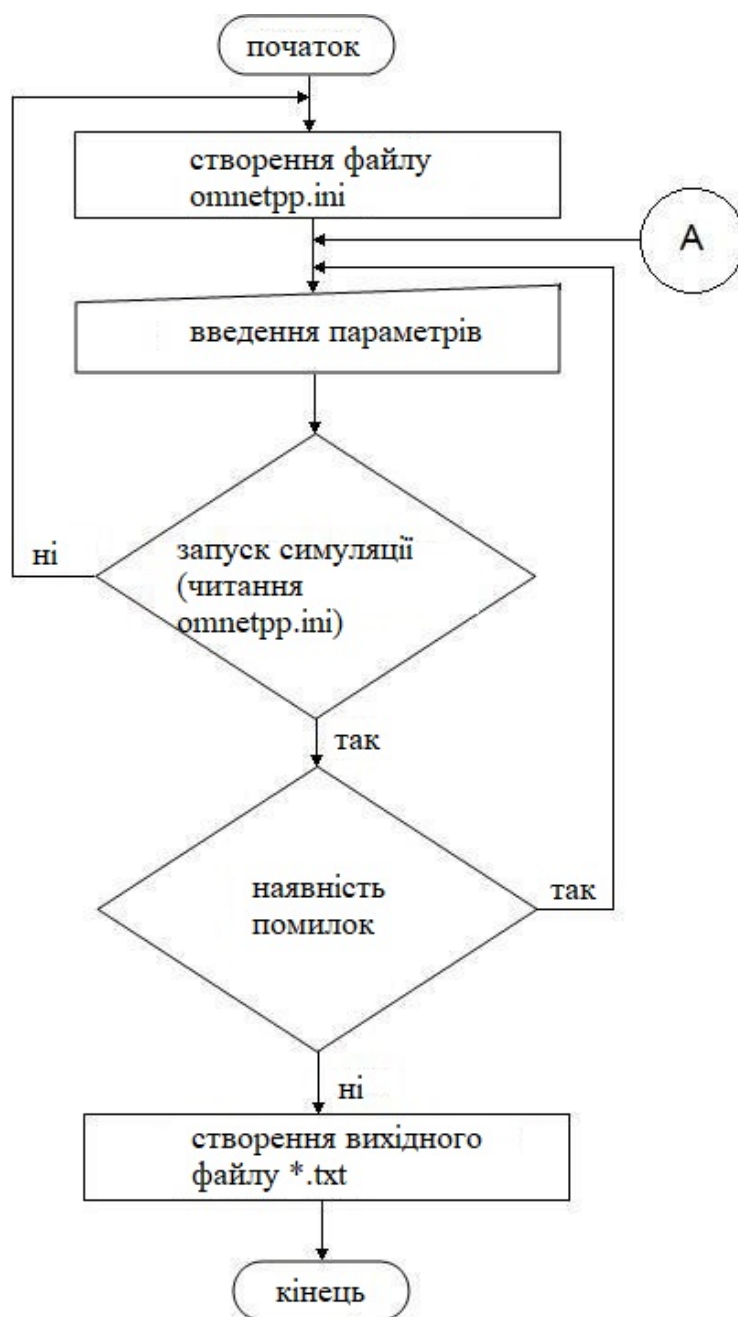 початок
створення файлу
omnetpp.ini
A
введення параметрів
ні
запуск симуляції
(читання
omnetpp.ini)
так
наявність
помилок
так
ні
створення вихідного
файлу *.txt
кінець